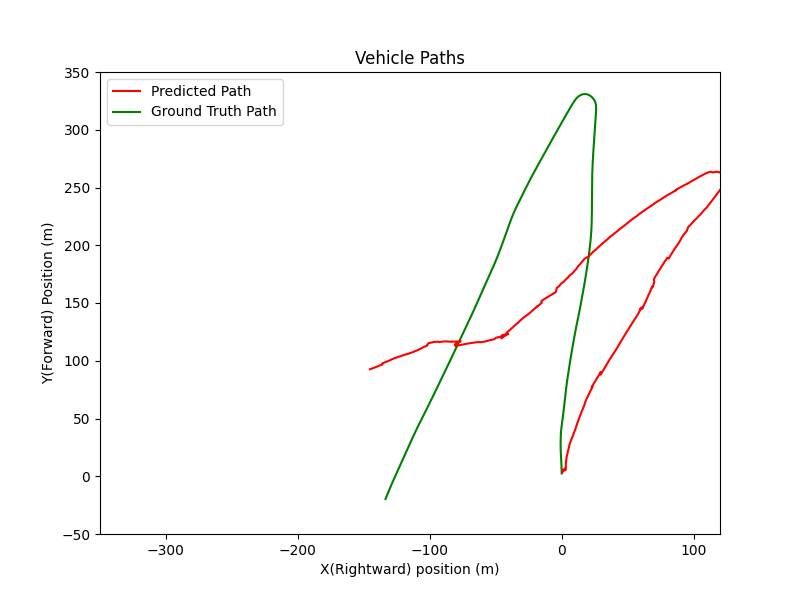 Vehicle Paths
Predicted Path
Ground Truth Path
350
300
250
200
150
100
50
0
−50
Y(Forward) Position (m)
−300
−200
−100
0
100
X(Rightward) position (m)